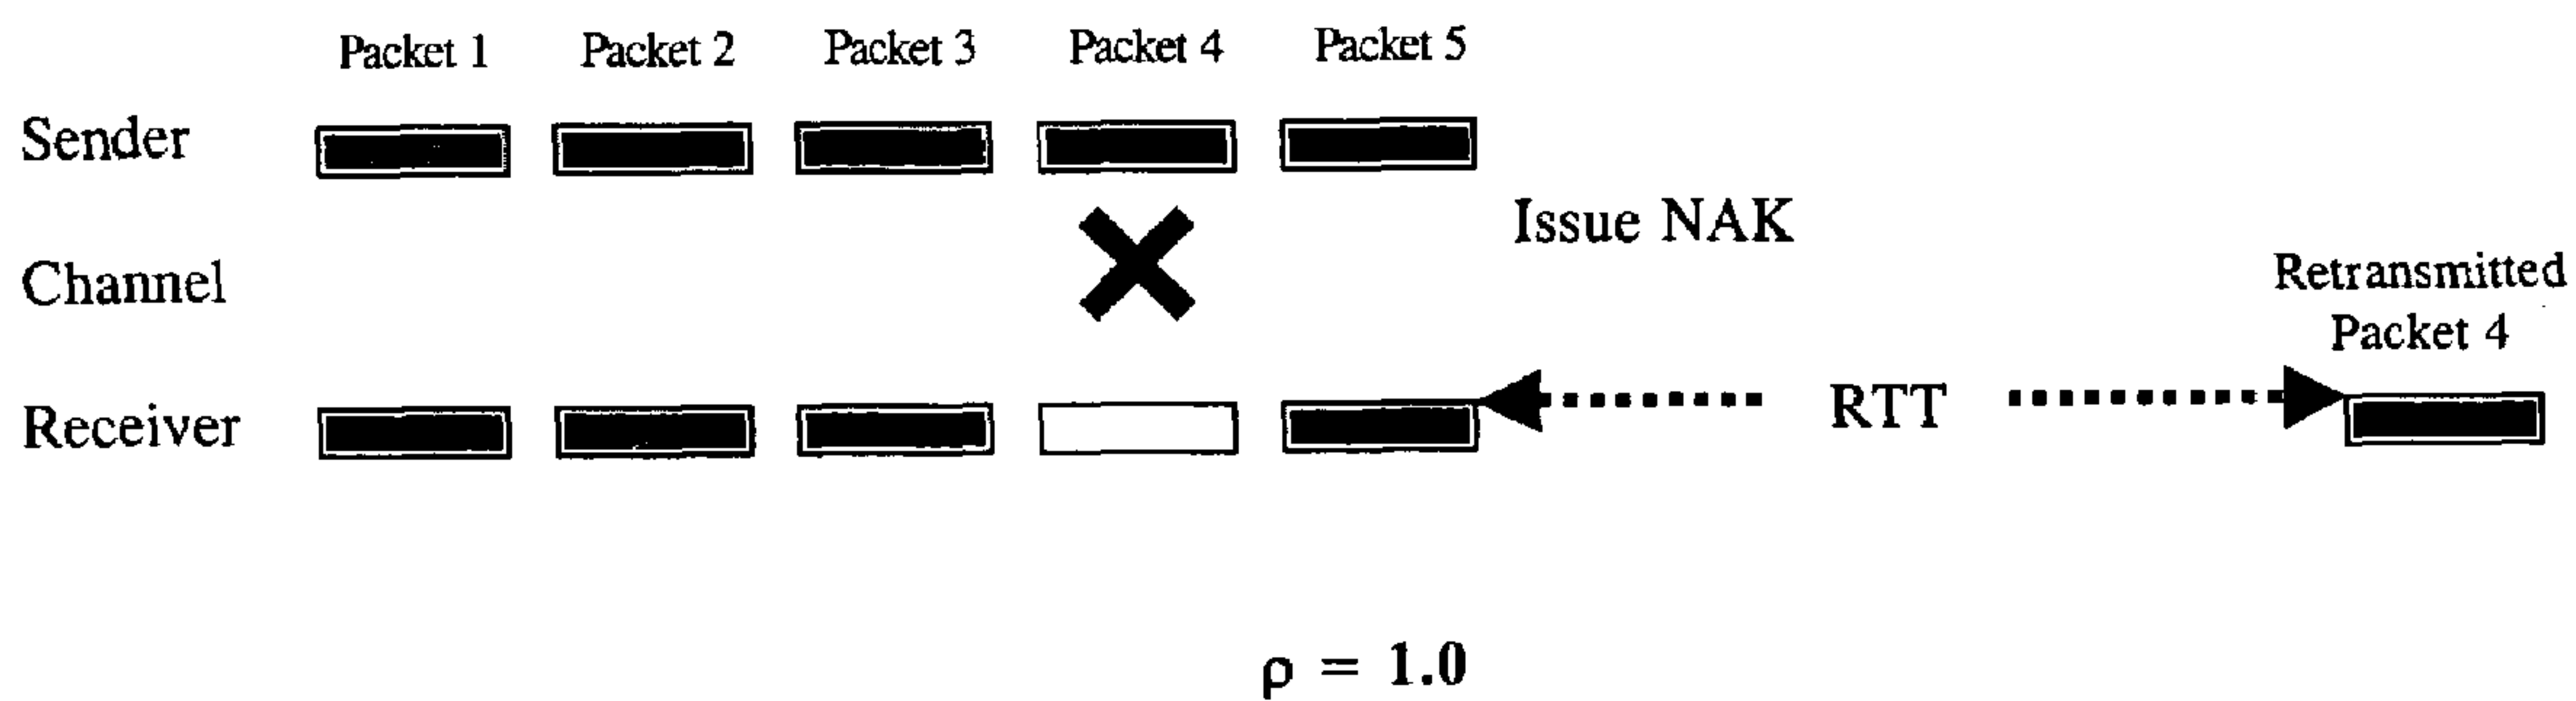 Packet 1 Packet 2 Packet 3 Packet 4 Packet 5
Sender
Issue NAK
Channel
Retransmitted
Packet 4
Receiver
RTT
ρ = 1.0